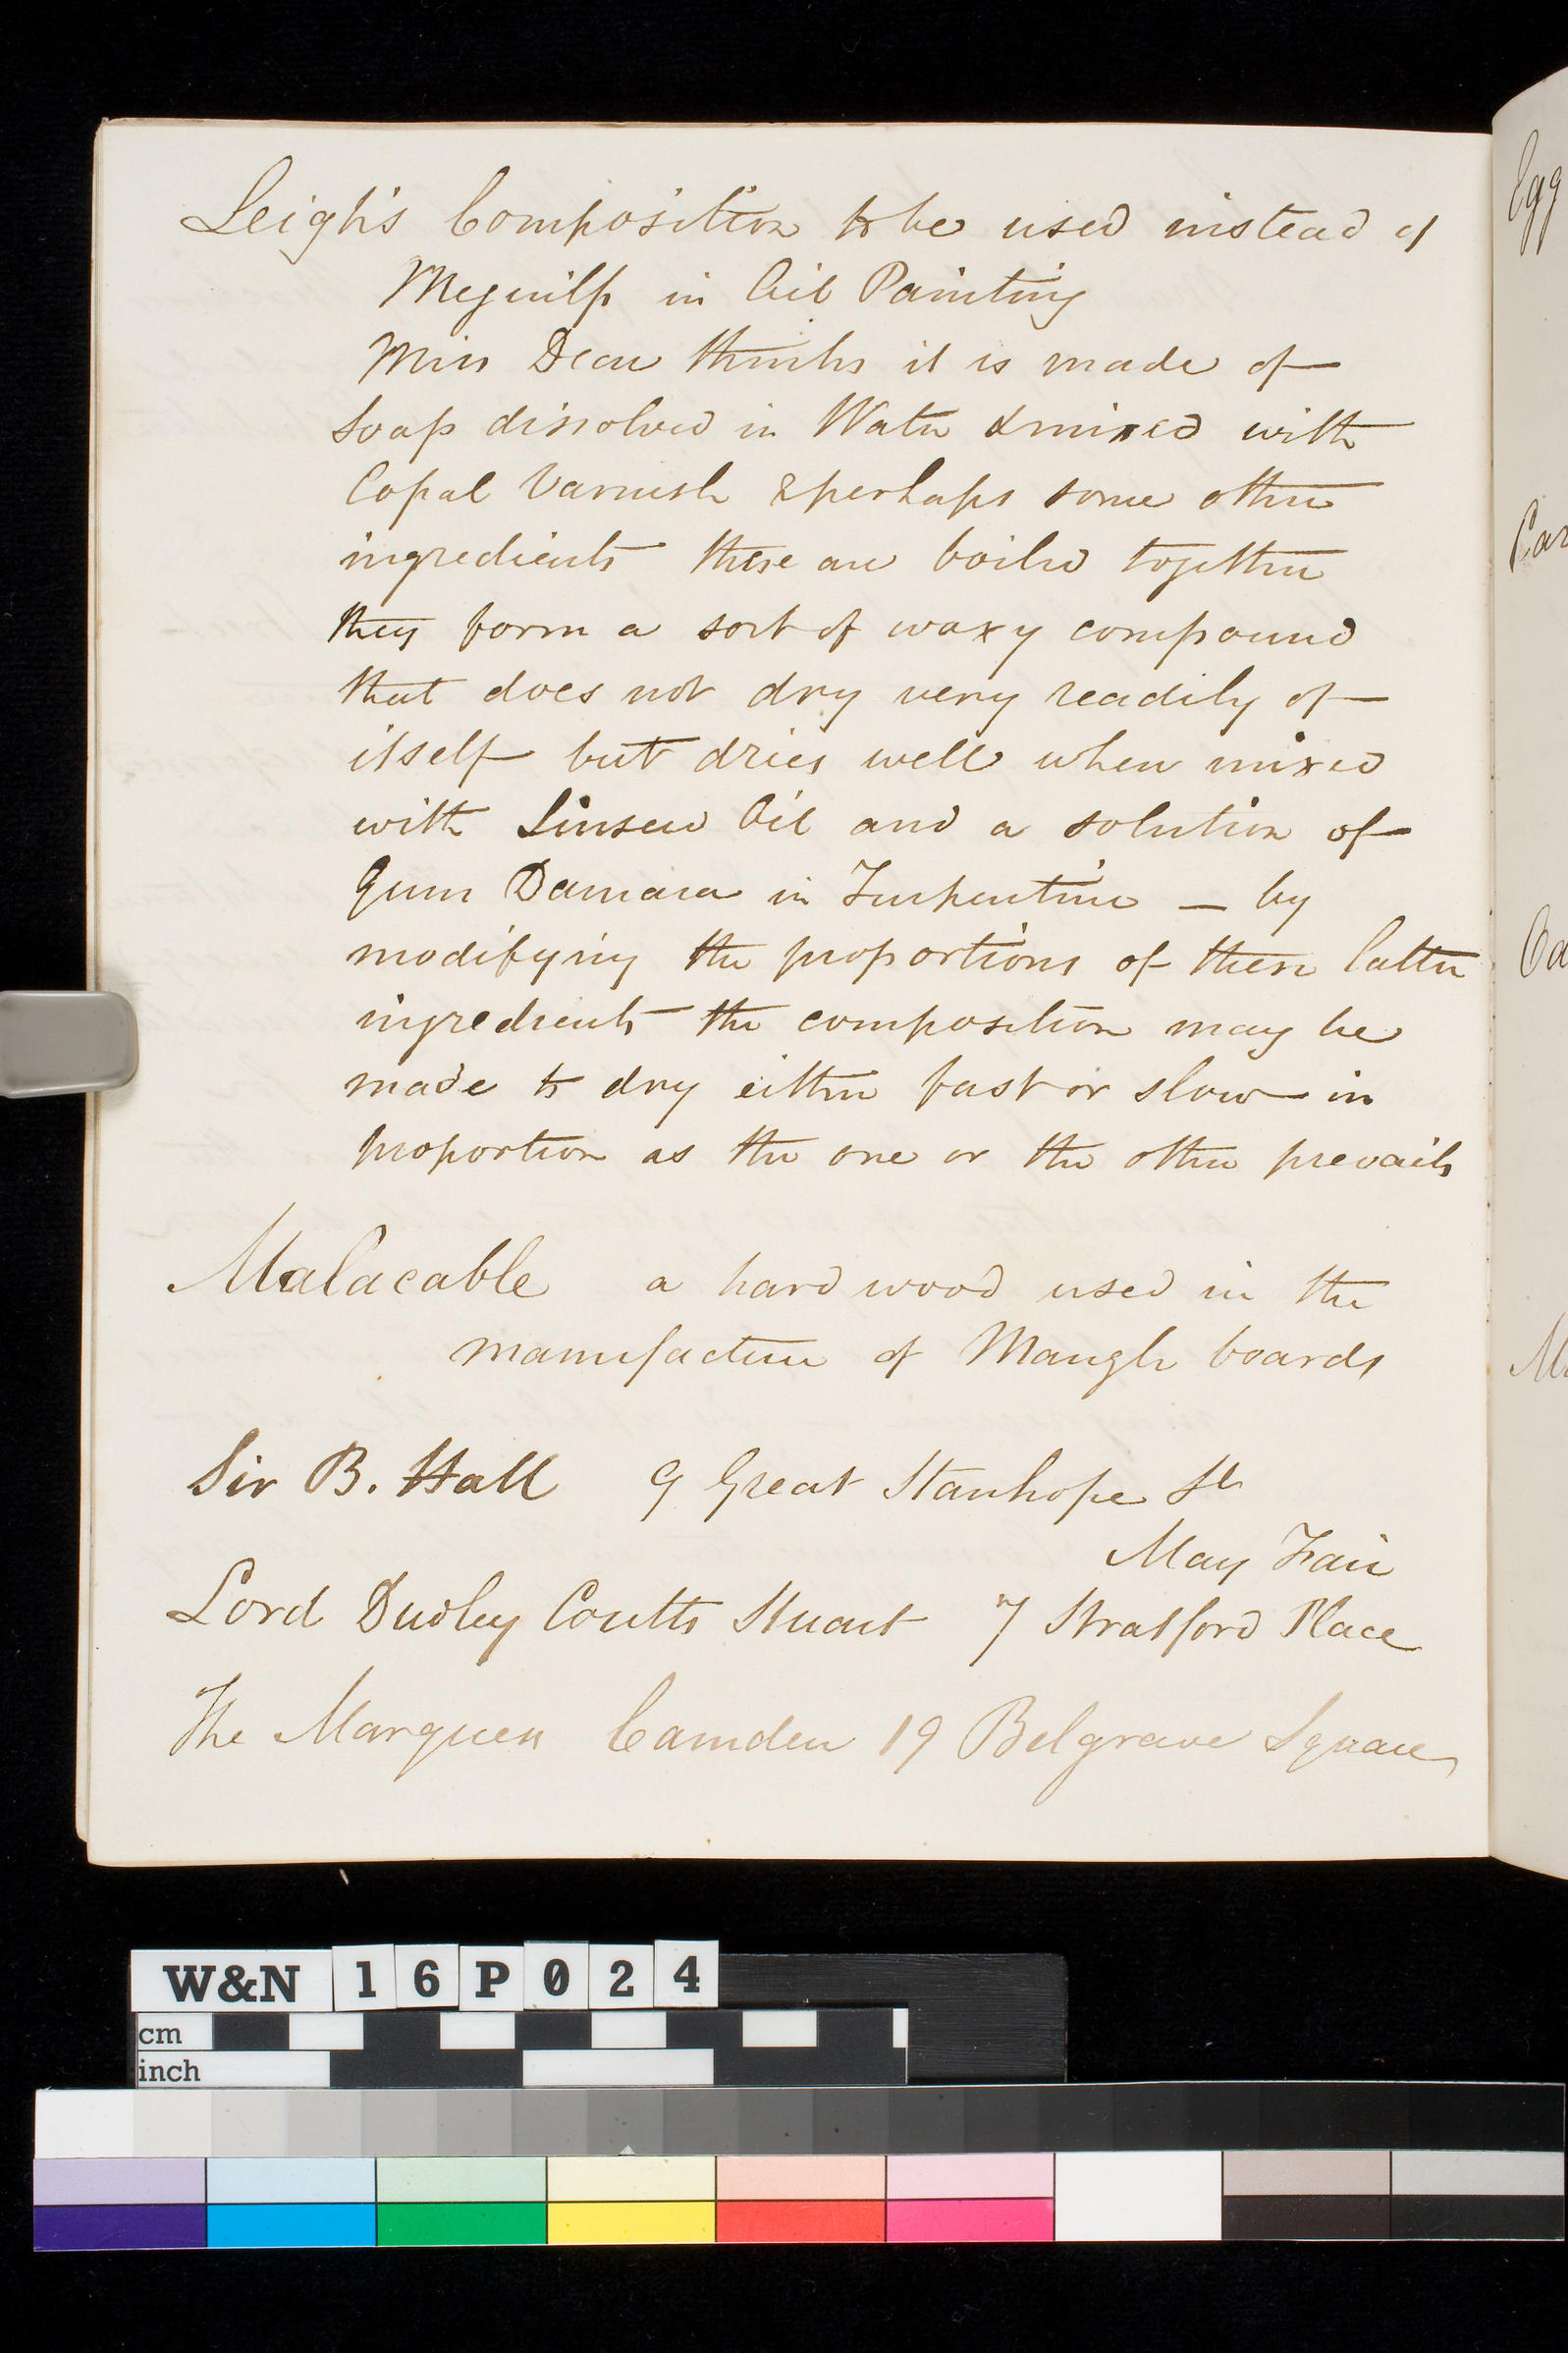 Leigh's Composition to be used instead of
Meguilp in Oil Painting
Miss Dean thinks it is made of
Soap dissolved in Water & mixed with
Copal Varnish & perhaps some other
ingredients these are boiled together
they form a sort of waxy compound
that does not dry very readily of
itself but dries well when mixed
with Linseed Oil and a solution of
Gum Damara in Turpentine — by
modifying the proportions of these latter
ingredients the composition may be
made to dry either fast or slow in
proportion as the one or the other prevails
Malacable a hard wood used in the
manufacture of Mangle boards
Sir B. Hall 9 Great Stanhope St
May Fair
Lord Dudley Coutts Stuart 7 Stratford Place
The Marquess Camden 19 Belgrave Square
Egg
Car
Ca
M
W&N 16P024
cm
inch